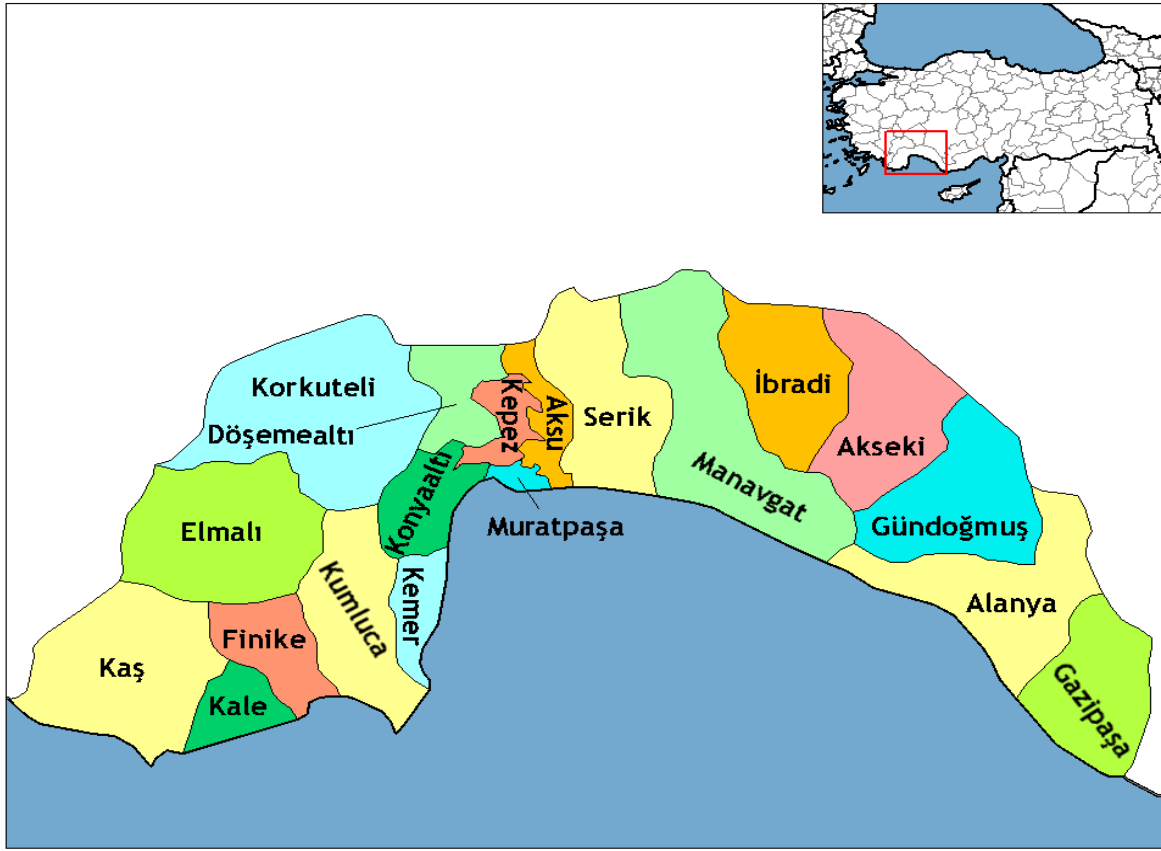 Korkuteli
Döşemealtı
Kepez
Aksu
Serik
İbradi
Akseki
Manavgat
Gündoğmuş
Elmalı
Konyaaltı
Muratpaşa
Kumluca
Kemer
Alanya
Finike
Kaş
Kale
Gazipaşa